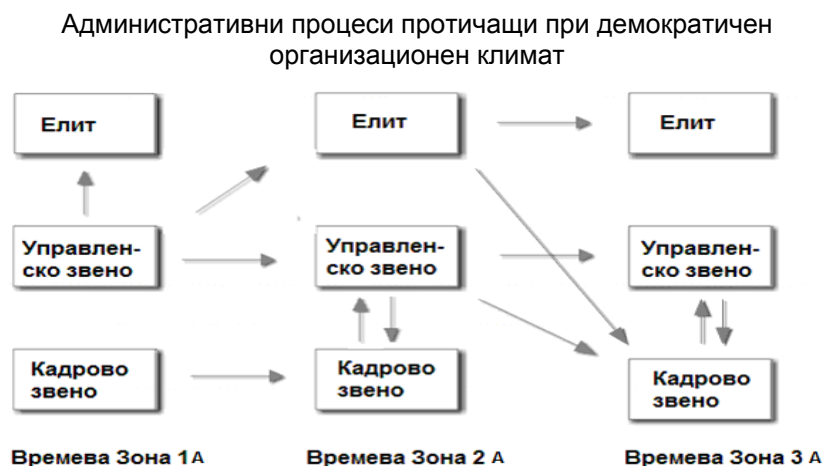 Административни процеси протичащи при демократичен
организационен климат
Елит
Елит
Елит
Управлен-
ско звено
Управлен-
ско звено
Управлен-
ско звено
Кадрово
звено
Кадрово
звено
Кадрово
звено
Времева Зона 1А
Времева Зона 2 А
Времева Зона 3 А